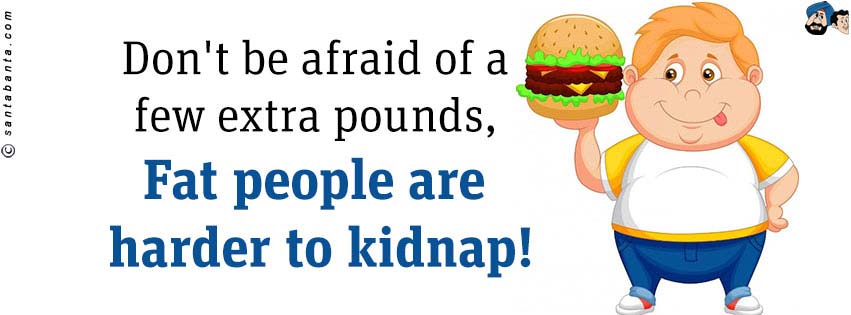 Don't be afraid of a
few extra pounds,
Fat people are
harder to kidnap!
© santabanta.com